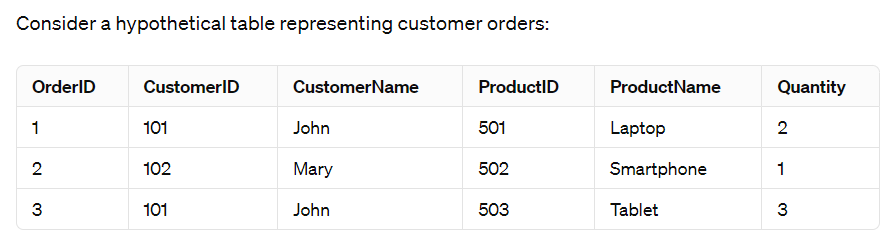 Consider a hypothetical table representing customer orders:
OrderID CustomerID CustomerName ProductID ProductName Quantity
1 101 John 501 Laptop 2
2 102 Mary 502 Smartphone 1
3 101 John 503 Tablet 3